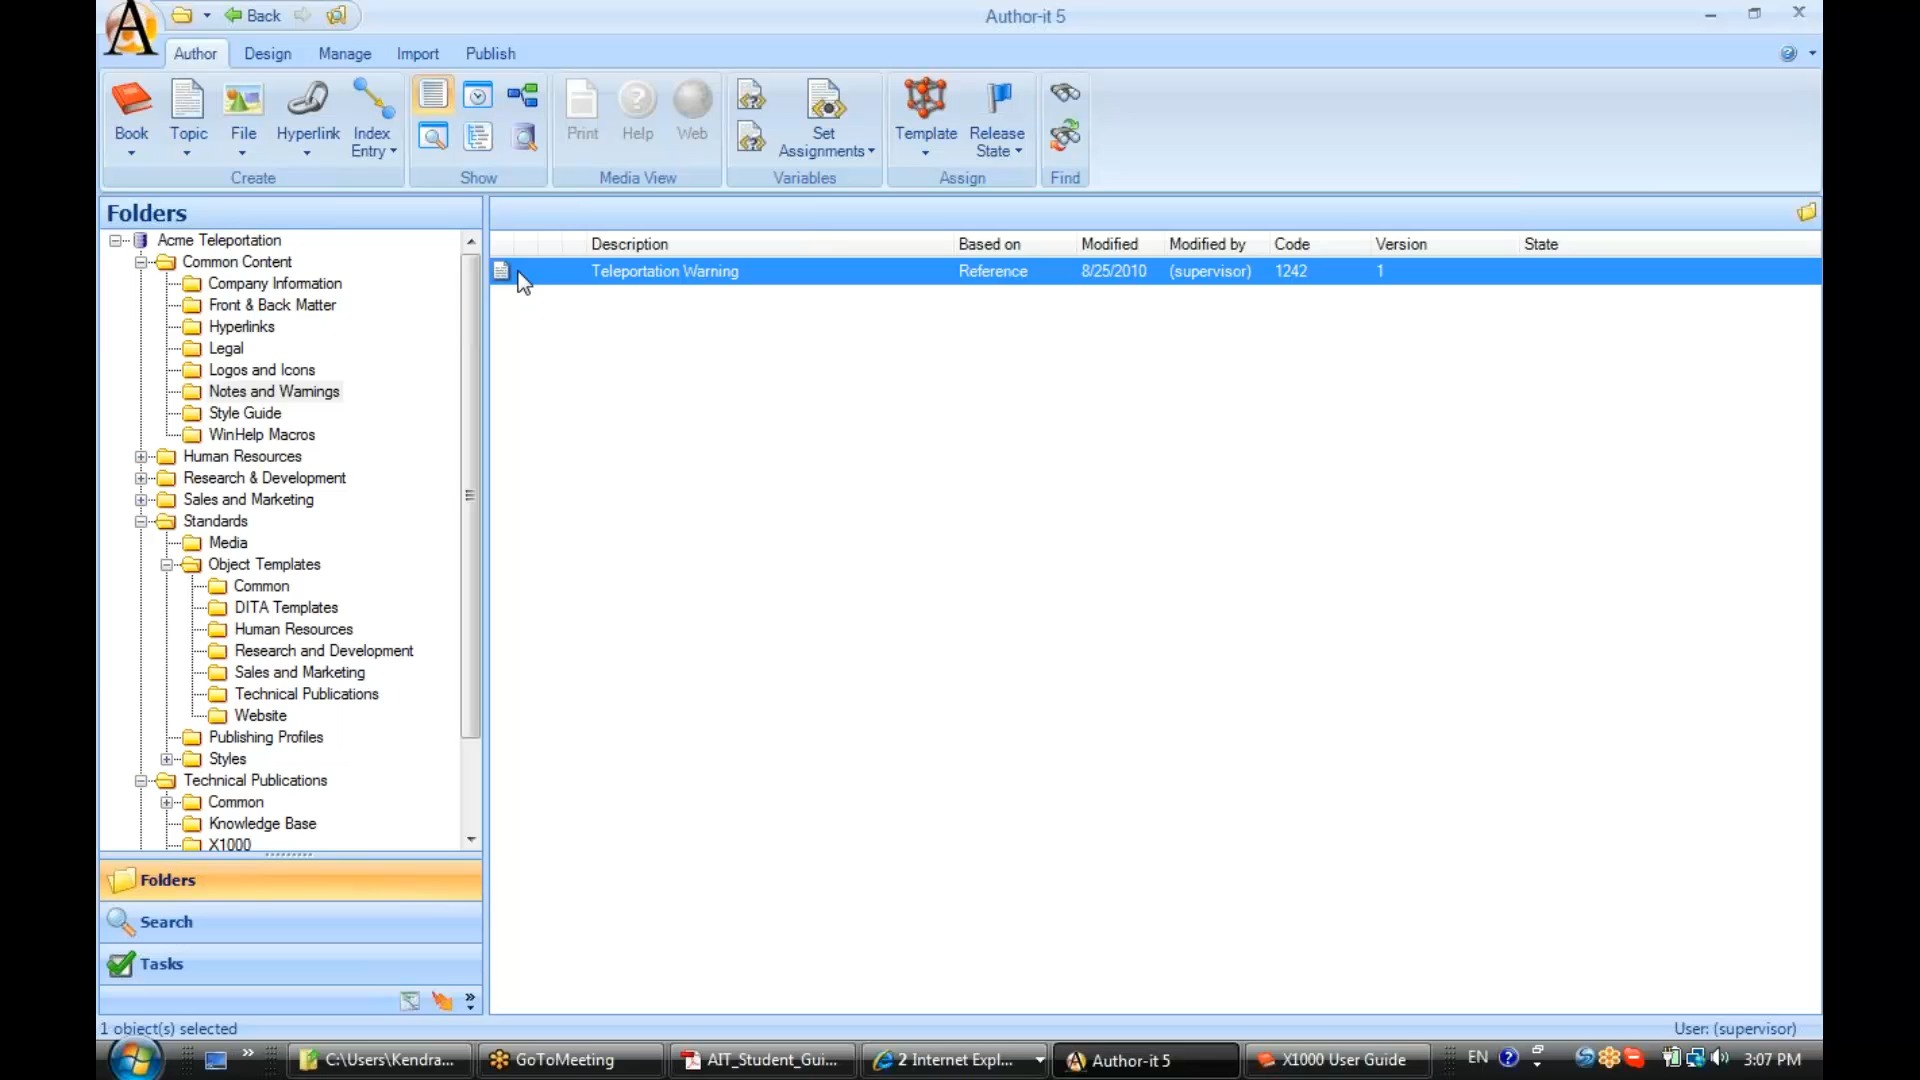 Back
Author-it 5
Author Design Manage Import Publish
Book Topic File Hyperlink Index Entry
Print Help Web
Set Assignments
Template Release State
Create Show Media View Variables Assign Find
Folders
Acme Teleportation
Common Content
Company Information
Front & Back Matter
Hyperlinks
Legal
Logos and Icons
Notes and Warnings
Style Guide
WinHelp Macros
Human Resources
Research & Development
Sales and Marketing
Standards
Media
Object Templates
Common
DITA Templates
Human Resources
Research and Development
Sales and Marketing
Technical Publications
Website
Publishing Profiles
Styles
Technical Publications
Common
Knowledge Base
X1000
Description Based on Modified Modified by Code Version State
Teleportation Warning Reference 8/25/2010 (supervisor) 1242 1
Folders
Search
Tasks
1 object(s) selected
User: (supervisor)
C:\Users\Kendra... GoToMeeting AIT_Student_Gui... 2 Internet Expl... Author-it 5 X1000 User Guide EN 3:07 PM